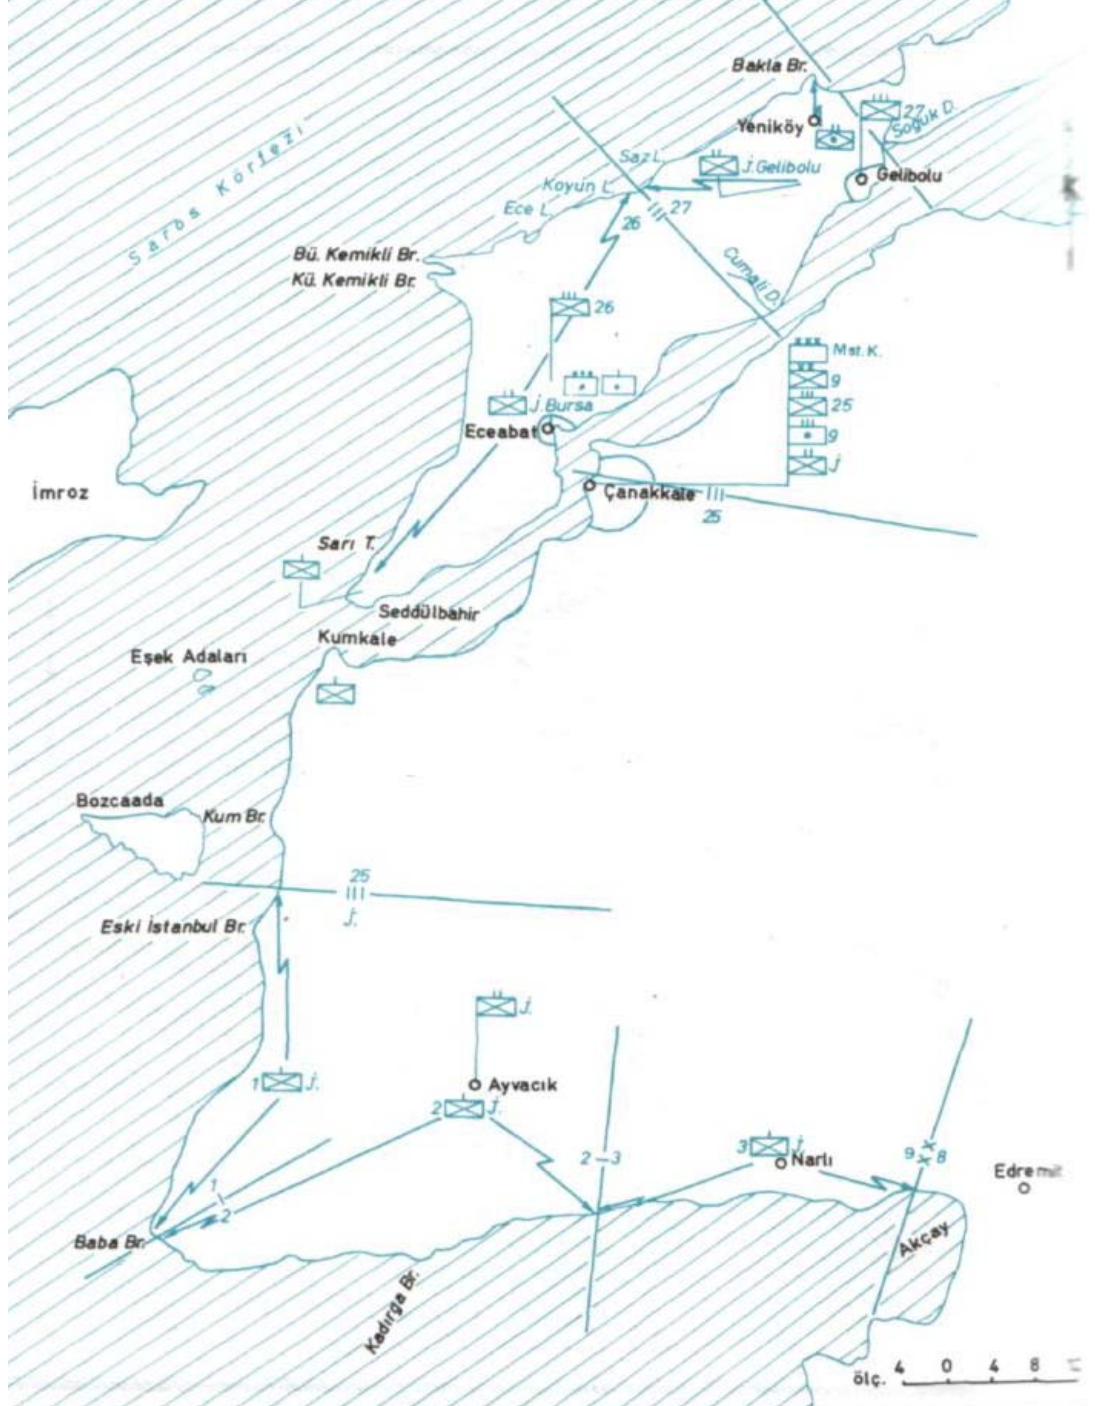 Bakla Br.
27
Soğuk D.
Yeniköy
Saz L.
J.Gelibolu
Gelibolu
Koyun L.
Ece L.
27
26
Saros Körfezi
Bü. Kemikli Br.
Kü. Kemikli Br.
Cumali D.
26
Mst. K.
9
25
9
J
J.Bursa
Eceabat
İmroz
Çanakkale
25
Sarı T.
Seddülbahir
Kumkale
Eşek Adaları
Bozcaada
Kum Br.
25
J.
Eski İstanbul Br.
J.
1
J.
Ayvacık
2
J.
3
J.
Narlı
2
3
9
8
Edremit
1
2
Baba Br.
Akçay
Kadırga Br.
ölç. 4 0 4 8